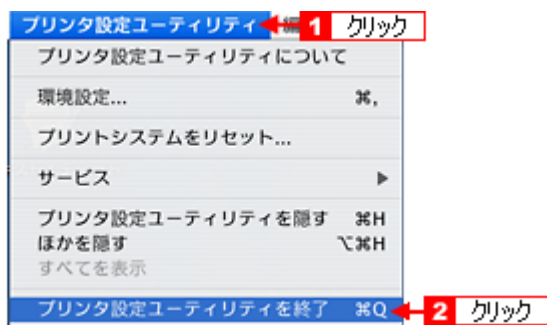 プリンタ設定ユーティリティ 1 クリック
プリンタ設定ユーティリティについて
環境設定... ⌘,
プリントシステムをリセット...
サービス ▶
プリンタ設定ユーティリティを隠す ⌘H
ほかを隠す ⌥⌘H
すべてを表示
プリンタ設定ユーティリティを終了 ⌘Q 2 クリック